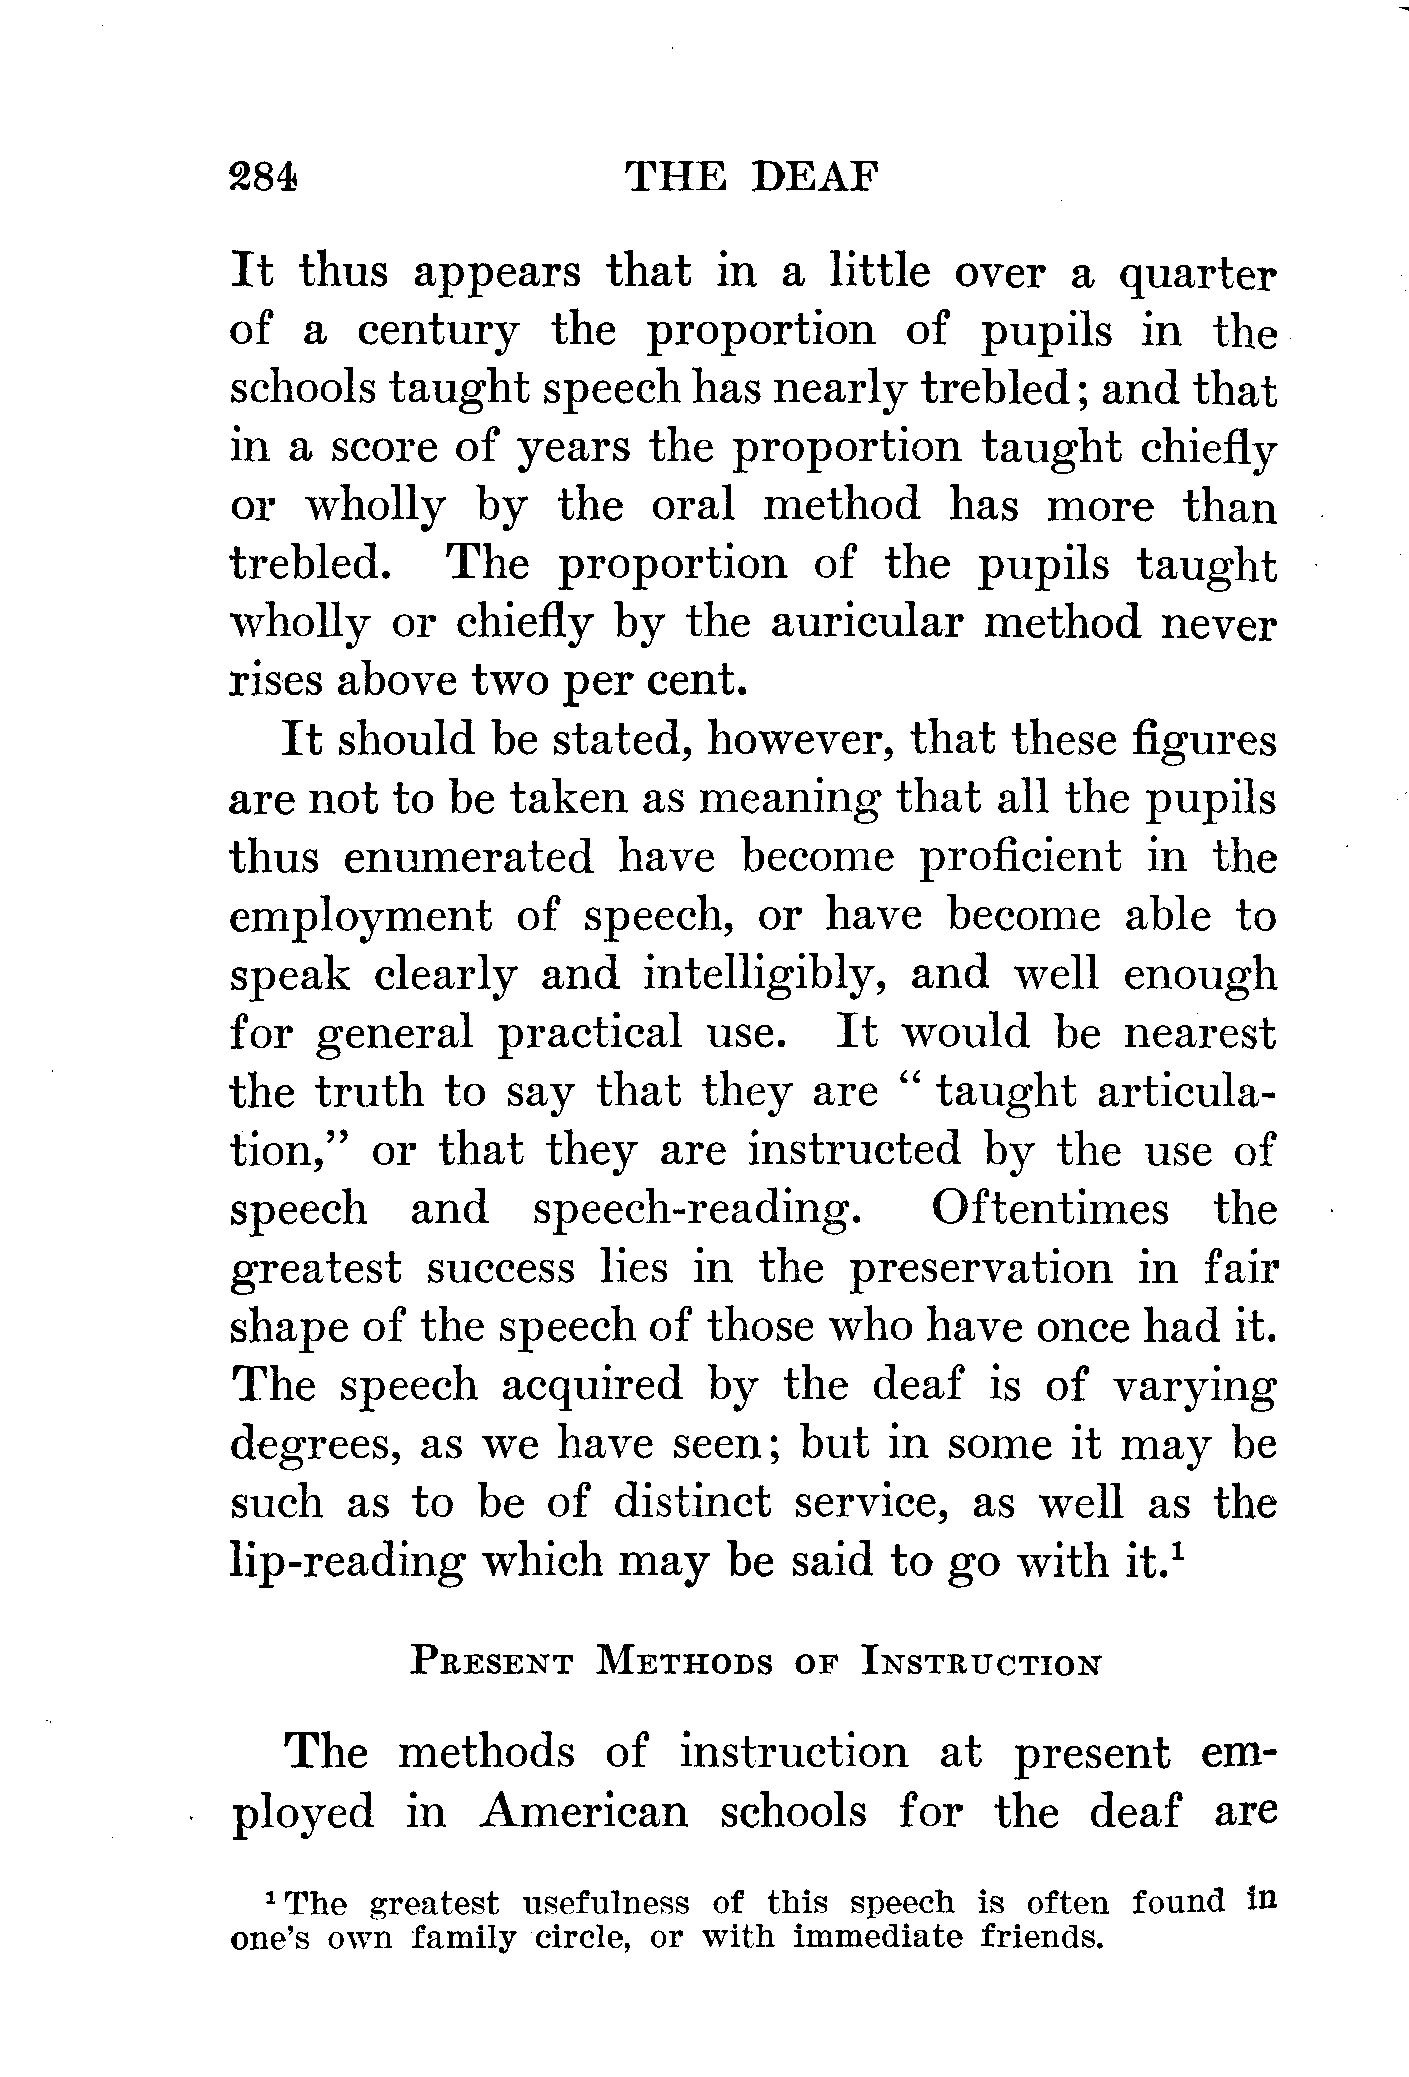 284 THE DEAF
It thus appears that in a little over a quarter
of a century the proportion of pupils in the
schools taught speech has nearly trebled; and that
in a score of years the proportion taught chiefly
or wholly by the oral method has more than
trebled. The proportion of the pupils taught
wholly or chiefly by the auricular method never
rises above two per cent.
It should be stated, however, that these figures
are not to be taken as meaning that all the pupils
thus enumerated have become proficient in the
employment of speech, or have become able to
speak clearly and intelligibly, and well enough
for general practical use. It would be nearest
the truth to say that they are “ taught articula-
tion,” or that they are instructed by the use of
speech and speech-reading. Oftentimes the
greatest success lies in the preservation in fair
shape of the speech of those who have once had it.
The speech acquired by the deaf is of varying
degrees, as we have seen; but in some it may be
such as to be of distinct service, as well as the
lip-reading which may be said to go with it.¹
PRESENT METHODS OF INSTRUCTION
The methods of instruction at present em-
ployed in American schools for the deaf are
¹ The greatest usefulness of this speech is often found in
one's own family circle, or with immediate friends.